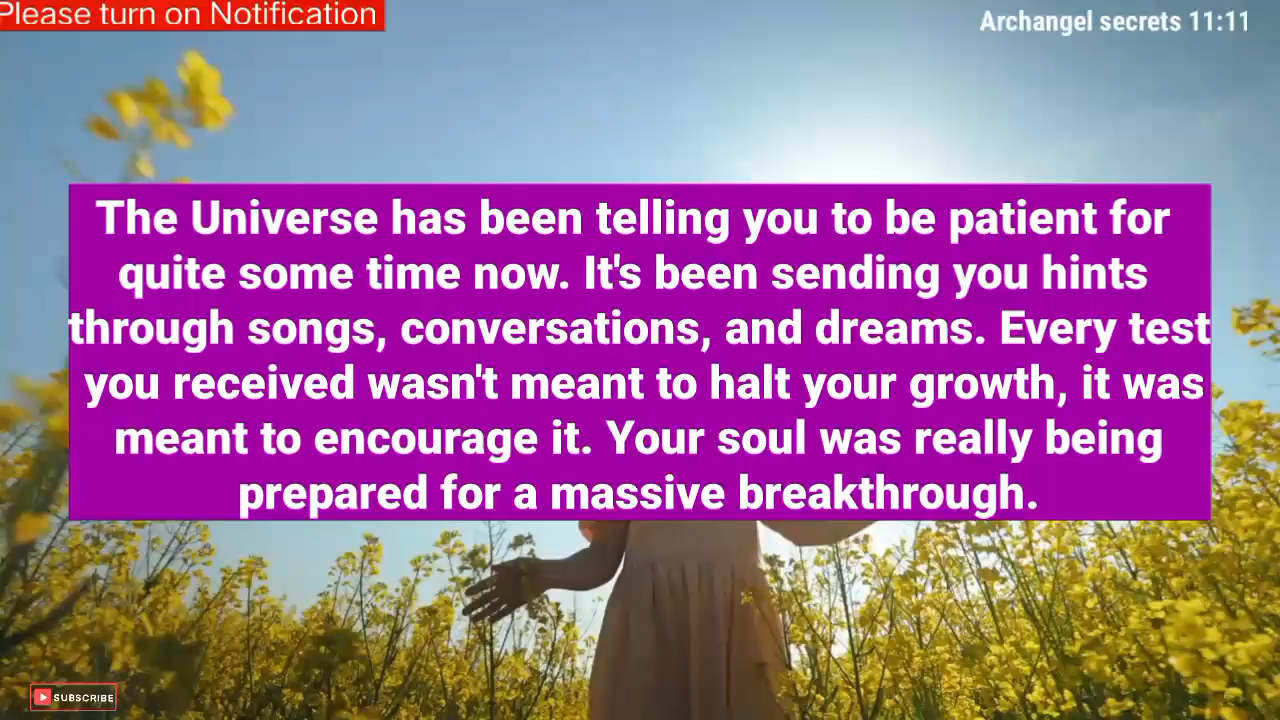 Please turn on Notification
Archangel secrets 11:11
The Universe has been telling you to be patient for
quite some time now. It's been sending you hints
through songs, conversations, and dreams. Every test
you received wasn't meant to halt your growth, it was
meant to encourage it. Your soul was really being
prepared for a massive breakthrough.
SUBSCRIBE